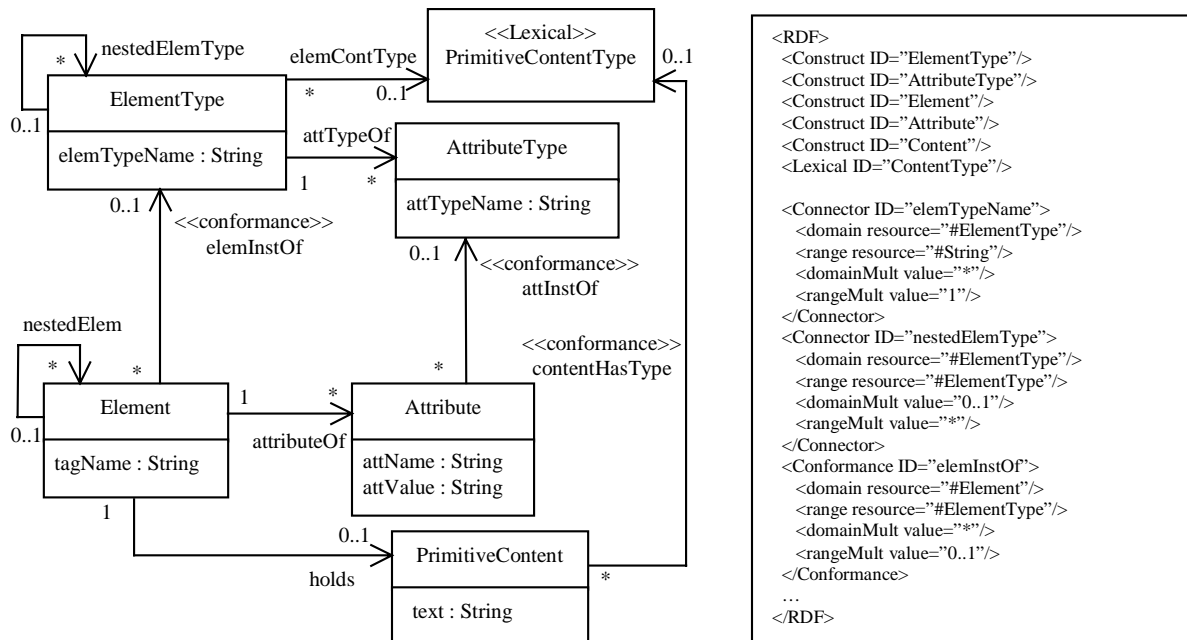 nestedElemType
*
0..1
ElementType
elemTypeName : String
elemContType
*
0..1
<<Lexical>>
PrimitiveContentType
0..1
attTypeOf
1
*
AttributeType
attTypeName : String
0..1
<<conformance>>
elemInstOf
0..1
<<conformance>>
attInstOf
<<conformance>>
contentHasType
nestedElem
*
*
0..1
Element
tagName : String
1
*
attributeOf
*
Attribute
attName : String
attValue : String
1
0..1
holds
PrimitiveContent
text : String
*
<RDF>
<Construct ID=”ElementType”/>
<Construct ID=”AttributeType”/>
<Construct ID=”Element”/>
<Construct ID=”Attribute”/>
<Construct ID=”Content”/>
<Lexical ID=”ContentType”/>
<Connector ID=”elemTypeName”>
<domain resource=”#ElementType”/>
<range resource=”#String”/>
<domainMult value=”*”/>
<rangeMult value=”1”/>
</Connector>
<Connector ID=”nestedElemType”>
<domain resource=”#ElementType”/>
<range resource=”#ElementType”/>
<domainMult value=”0..1”/>
<rangeMult value=”*”/>
</Connector>
<Conformance ID=”elemInstOf”>
<domain resource=”#Element”/>
<range resource=”#ElementType”/>
<domainMult value=”*”/>
<rangeMult value=”0..1”/>
</Conformance>
…
</RDF>